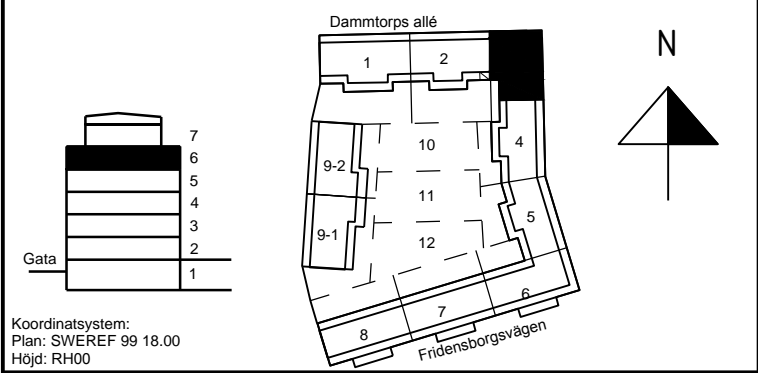 Dammtorps allé
1
2
N
10
4
9-2
11
9-1
5
12
6
7
8
Fridensborgsvägen
7
6
5
4
3
2
1
Gata
Koordinatsystem:
Plan: SWEREF 99 18.00
Höjd: RH00